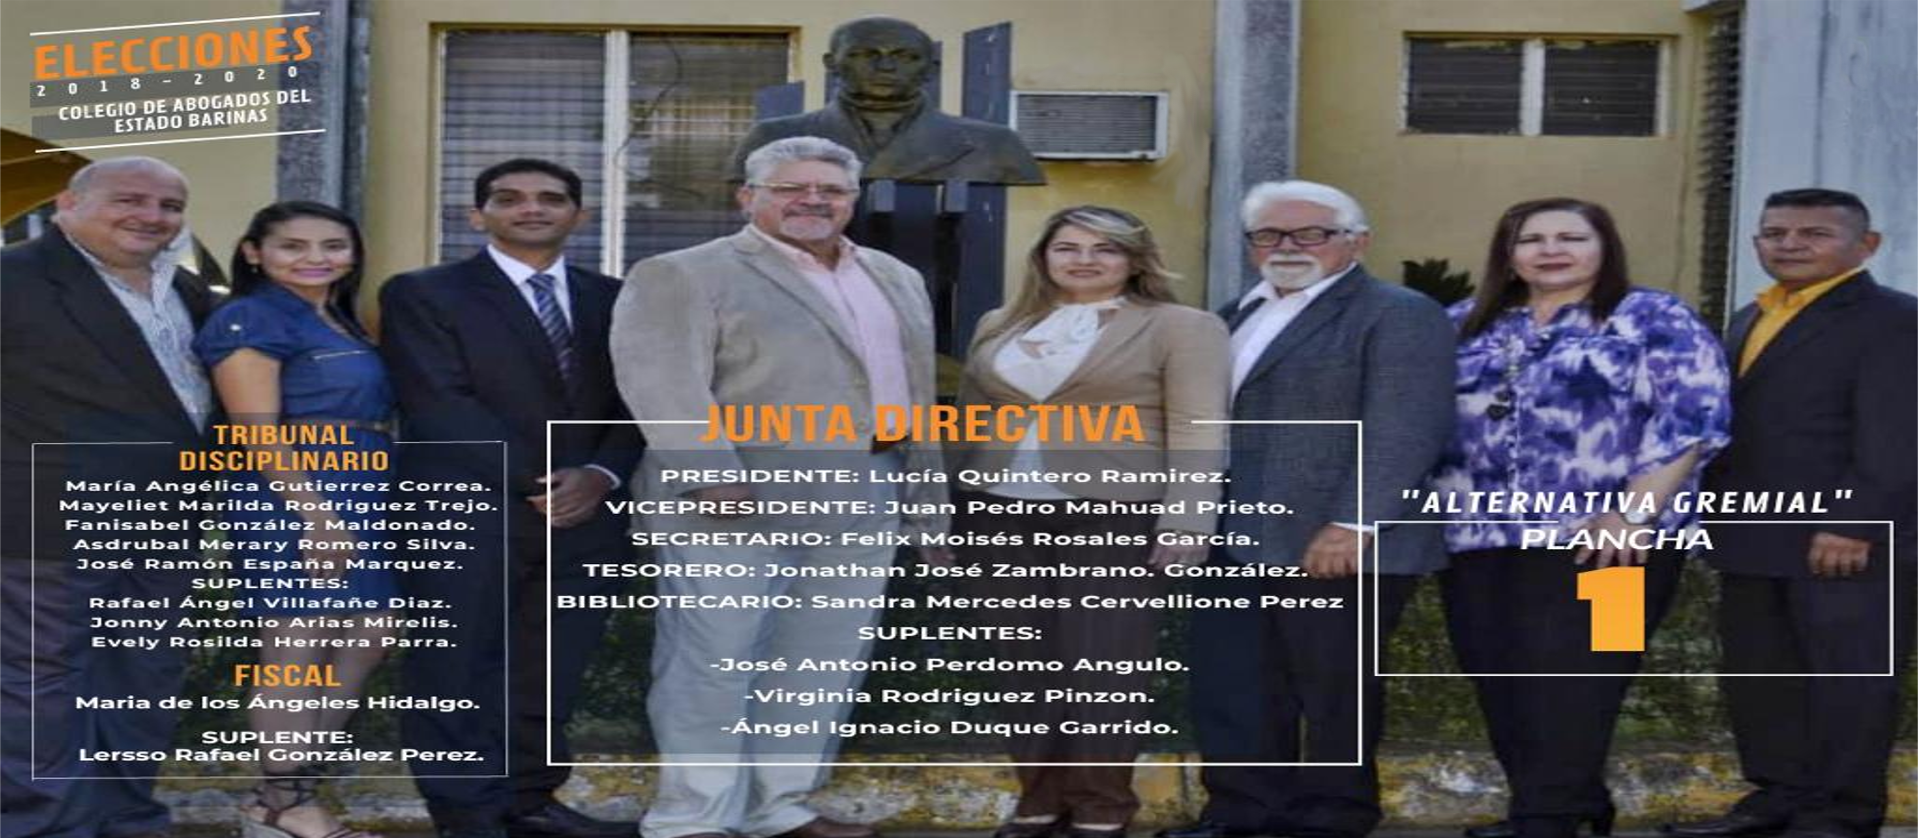 ELECCIONES
2018-2020
COLEGIO DE ABOGADOS DEL
ESTADO BARINAS
TRIBUNAL
DISCIPLINARIO
María Angélica Gutierrez Correa.
Mayeliet Marilda Rodriguez Trejo.
Fanisabel González Maldonado.
Asdrubal Merary Romero Silva.
José Ramón España Marquez.
SUPLENTES:
Rafael Ángel Villafañe Diaz.
Jonny Antonio Arias Mirelis.
Evely Rosilda Herrera Parra.
FISCAL
Maria de los Ángeles Hidalgo.
SUPLENTE:
Lersso Rafael González Perez.
JUNTA DIRECTIVA
PRESIDENTE: Lucía Quintero Ramirez.
VICEPRESIDENTE: Juan Pedro Mahuad Prieto.
SECRETARIO: Felix Moisés Rosales García.
TESORERO: Jonathan José Zambrano. González.
BIBLIOTECARIO: Sandra Mercedes Cervellione Perez
SUPLENTES:
-José Antonio Perdomo Angulo.
-Virginia Rodriguez Pinzon.
-Ángel Ignacio Duque Garrido.
"ALTERNATIVA GREMIAL"
PLANCHA
1